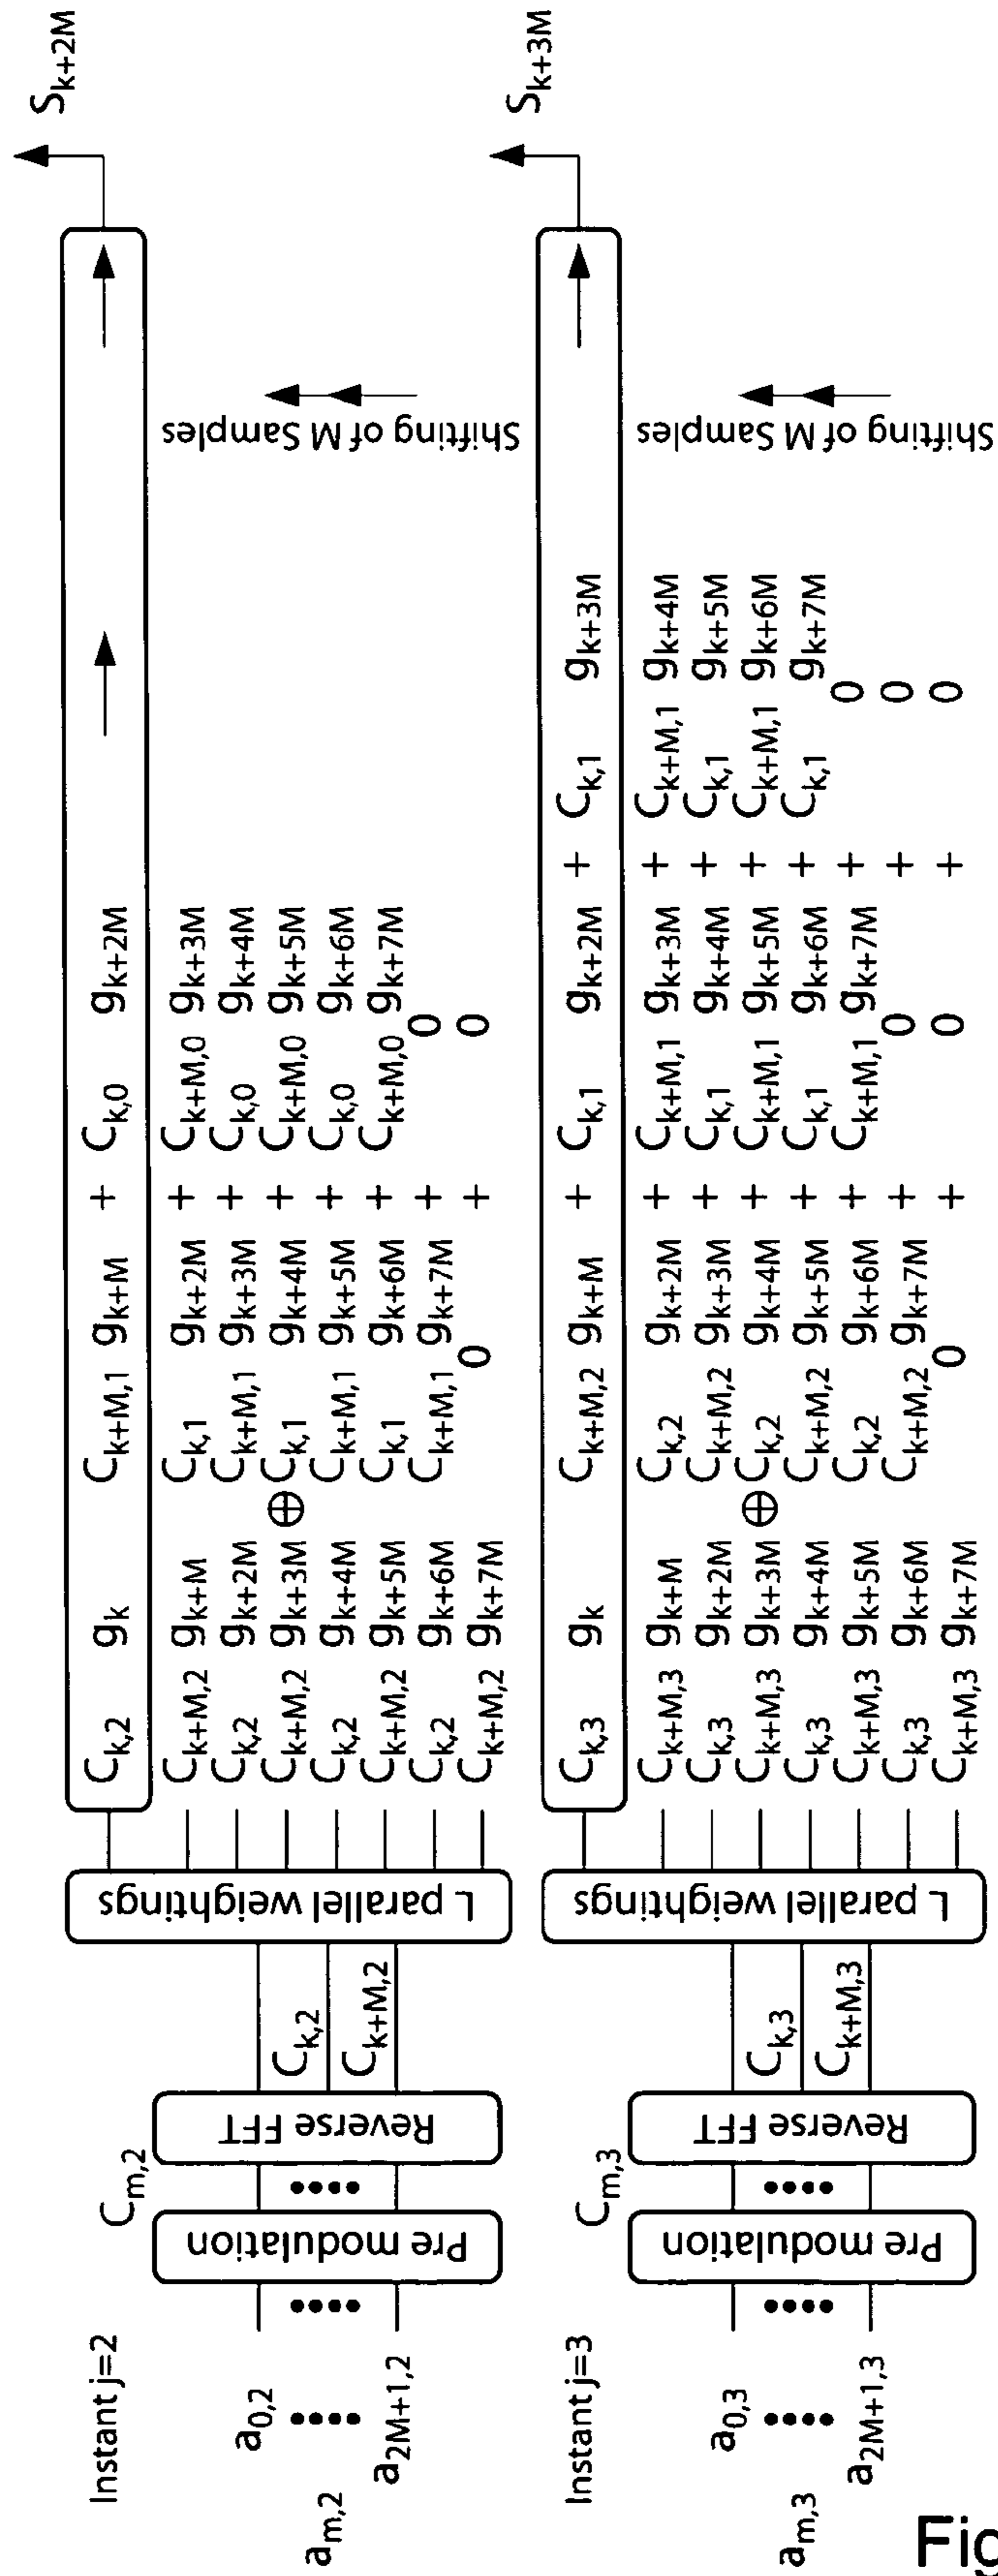 Instant j=2
a0,2
am,2
a2M+1,2
Pre modulation
Cm,2
Reverse FFT
Ck,2
Ck+M,2
L parallel weightings
Ck,2 gk Ck+M,1 gk+M + Ck,0 gk+2M
Ck+M,2 gk+M Ck,1 gk+2M + Ck+M,0 gk+3M
Ck,2 gk+2M Ck+M,1 gk+3M + Ck,0 gk+4M
Ck+M,2 gk+3M ⊕ Ck,1 gk+4M + Ck+M,0 gk+5M
Ck,2 gk+4M Ck+M,1 gk+5M + Ck,0 gk+6M
Ck+M,2 gk+5M Ck,1 gk+6M + Ck+M,0 gk+7M
Ck,2 gk+6M Ck+M,1 gk+7M + 0
Ck+M,2 gk+7M 0 + 0
Shifting of M Samples
Sk+2M
Instant j=3
a0,3
am,3
a2M+1,3
Pre modulation
Cm,3
Reverse FFT
Ck,3
Ck+M,3
L parallel weightings
Ck,3 gk Ck+M,2 gk+M + Ck,1 gk+2M + Ck,1 gk+3M
Ck+M,3 gk+M Ck,2 gk+2M + Ck+M,1 gk+3M + Ck+M,1 gk+4M
Ck,3 gk+2M Ck+M,2 gk+3M + Ck,1 gk+4M + Ck,1 gk+5M
Ck+M,3 gk+3M ⊕ Ck,2 gk+4M + Ck+M,1 gk+5M + Ck+M,1 gk+6M
Ck,3 gk+4M Ck+M,2 gk+5M + Ck,1 gk+6M + Ck,1 gk+7M
Ck+M,3 gk+5M Ck,2 gk+6M + Ck+M,1 gk+7M + 0
Ck,3 gk+6M Ck+M,2 gk+7M + 0 + 0
Ck+M,3 gk+7M 0 + 0 + 0
Shifting of M Samples
Sk+3M
Fig